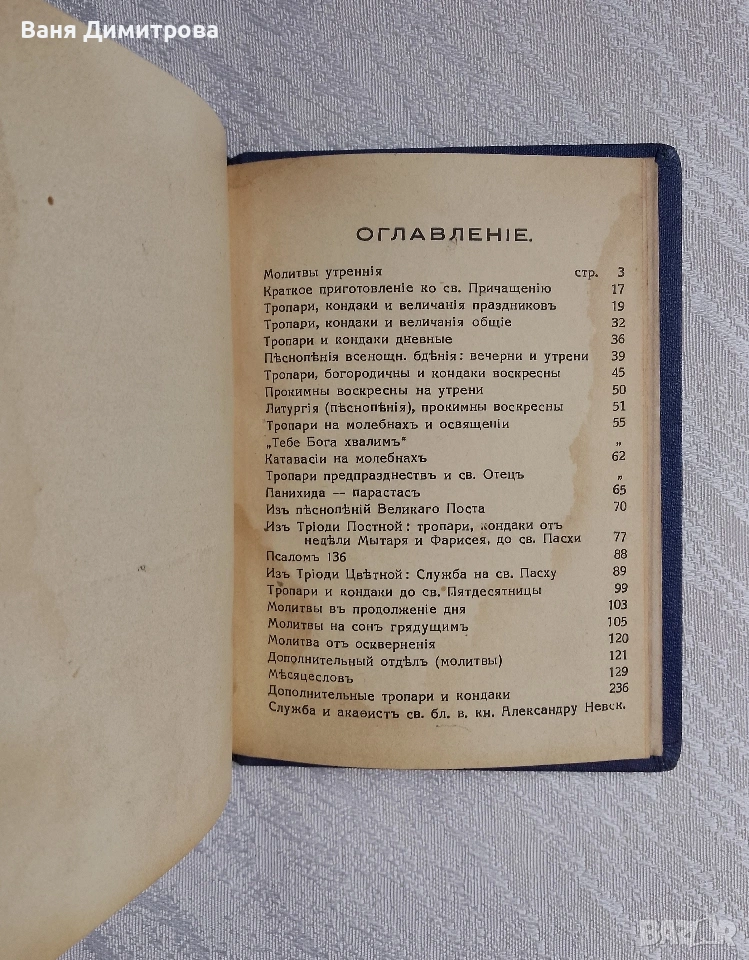 Ваня Димитрова
ОГЛАВЛЕНІЕ.
Молитвы утреннія стр. 3
Краткое приготовленіе ко св. Причащенію 17
Тропари, кондаки и величанія праздниковъ 19
Тропари, кондаки и величанія общіе 32
Тропари и кондаки дневные 36
Пѣснопѣнія всенощн. бдѣнія: вечерни и утрени 39
Тропари, богородичны и кондаки воскресны 45
Прокимны воскресны на утрени 50
Литургія (пѣснопѣнія), прокимны воскресны 51
Тропари на молебнахъ и освященіи 55
„Тебе Бога хвалимъ“ „
Катавасіи на молебнахъ 62
Тропари предпразднествъ и св. Отецъ „
Панихида — парастасъ 65
Изъ пѣснопѣній Великаго Поста 70
Изъ Тріоди Постной: тропари, кондаки отъ
недѣли Мытаря и Фарисея, до св. Пасхи 77
Псаломъ 136 88
Изъ Тріоди Цвѣтной: Служба на св. Пасху 89
Тропари и кондаки до св. Пятдесятницы 99
Молитвы въ продолженіе дня 103
Молитвы на сонъ грядущимъ 105
Молитва отъ оскверненія 120
Дополнительный отдѣлъ (молитвы) 121
Мѣсяцесловъ 129
Дополнительные тропари и кондаки 236
Служба и акаѳистъ св. бл. в. кн. Александру Невск.
BAZAR